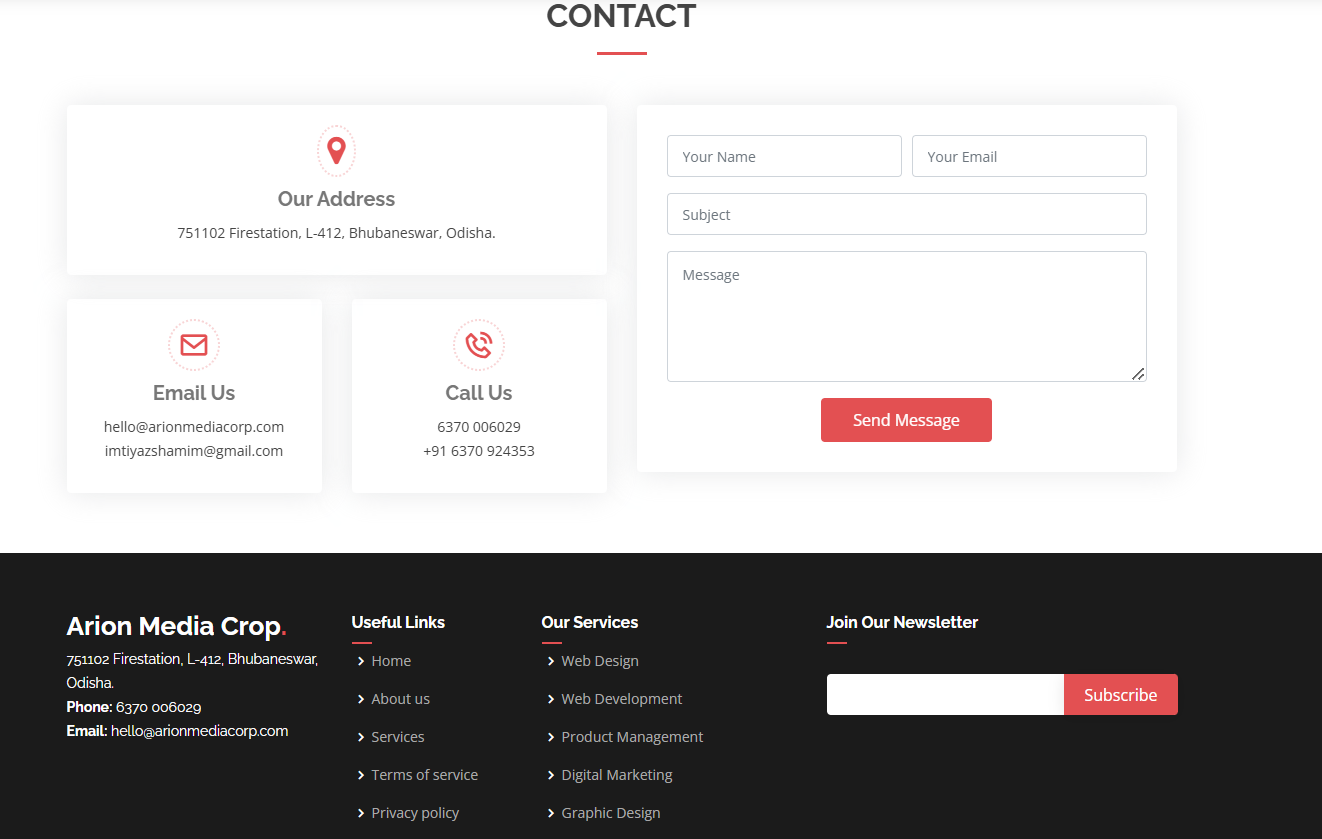 CONTACT
Our Address
751102 Firestation, L-412, Bhubaneswar, Odisha.
Email Us
hello@arionmediacorp.com
imtiyazshamim@gmail.com
Call Us
6370 006029
+91 6370 924353
Your Name
Your Email
Subject
Message
Send Message
Arion Media Crop.
751102 Firestation, L-412, Bhubaneswar,
Odisha.
Phone: 6370 006029
Email: hello@arionmediacorp.com
Useful Links
Home
About us
Services
Terms of service
Privacy policy
Our Services
Web Design
Web Development
Product Management
Digital Marketing
Graphic Design
Join Our Newsletter
Subscribe